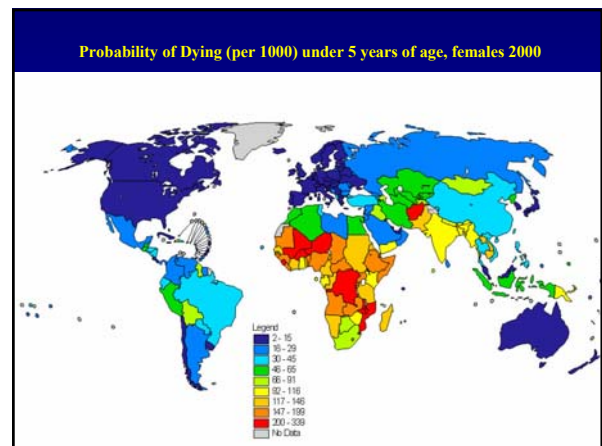 Probability of Dying (per 1000) under 5 years of age, females 2000
Legend
2 - 15
16 - 29
30 - 45
46 - 65
66 - 91
92 - 116
117 - 146
147 - 199
200 - 339
No Data